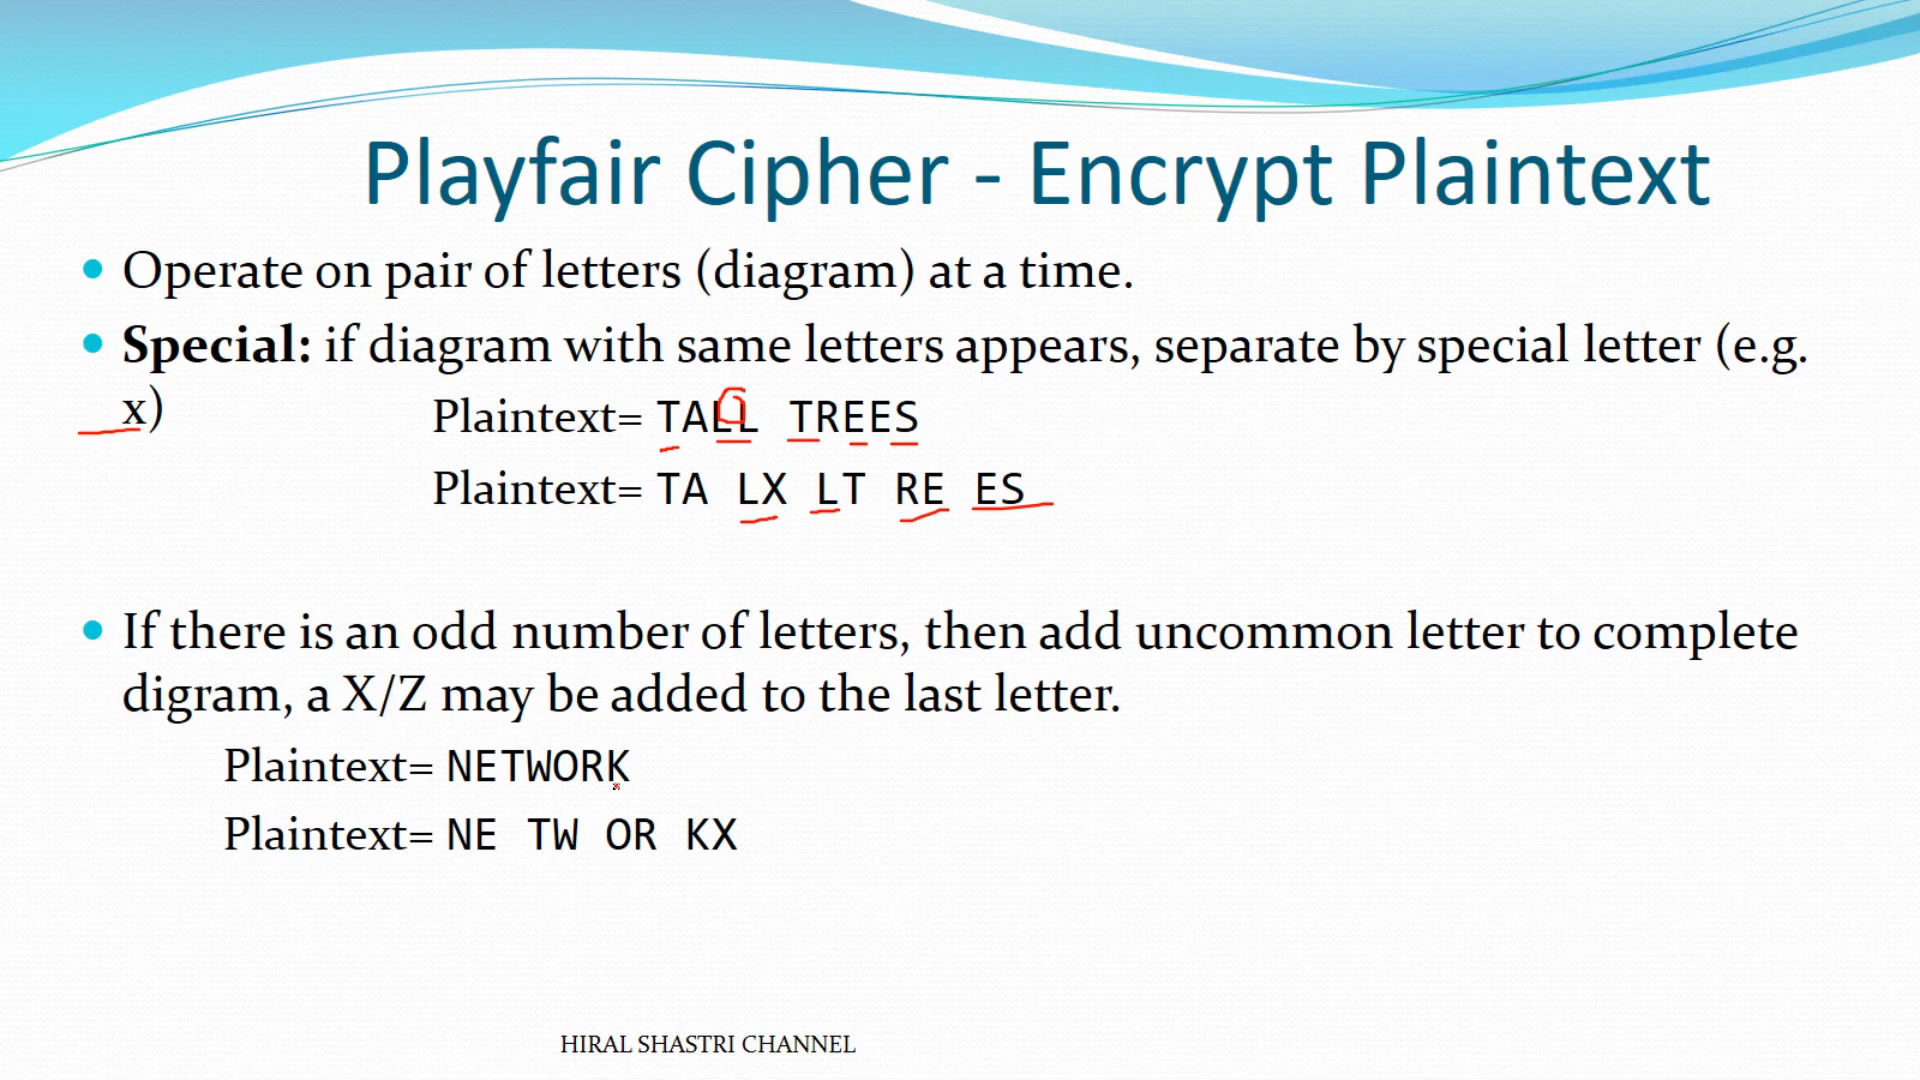 Playfair Cipher - Encrypt Plaintext
• Operate on pair of letters (diagram) at a time.
• Special: if diagram with same letters appears, separate by special letter (e.g.
x)
Plaintext= TALL TREES
Plaintext= TA LX LT RE ES
• If there is an odd number of letters, then add uncommon letter to complete
digram, a X/Z may be added to the last letter.
Plaintext= NETWORK
Plaintext= NE TW OR KX
HIRAL SHASTRI CHANNEL